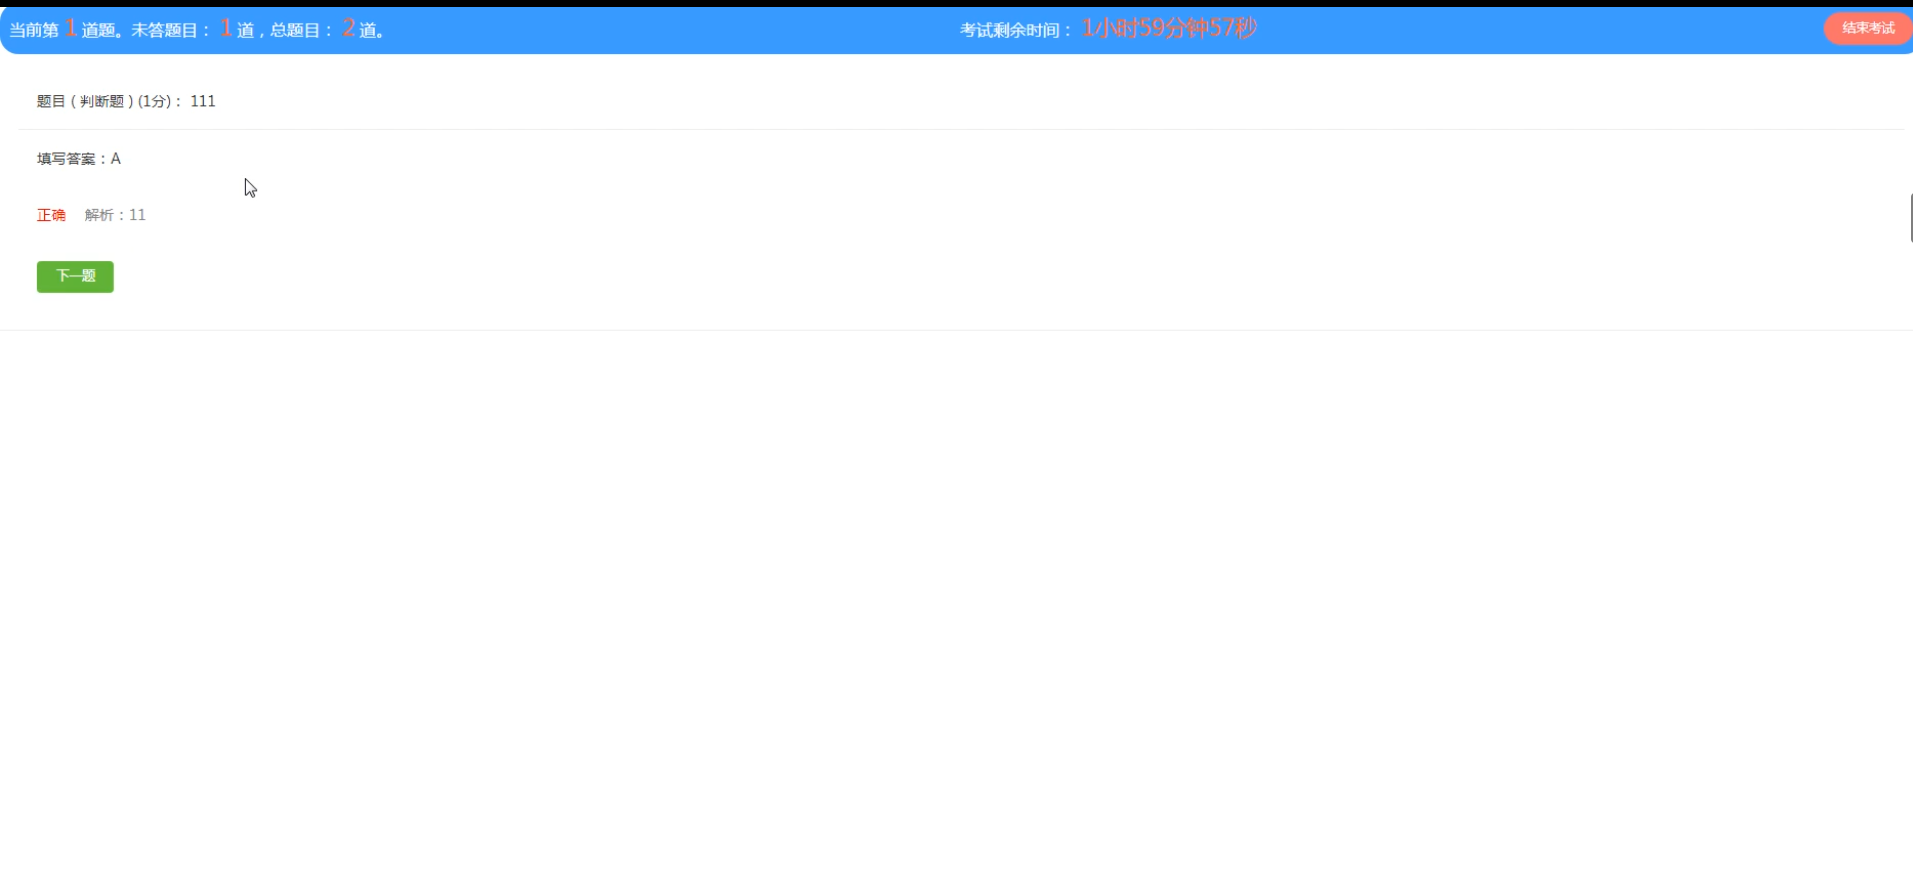 当前第 1 道题。未答题目： 1 道，总题目： 2 道。
考试剩余时间： 1小时59分钟57秒
结束考试
题目（判断题）(1分)： 111
填写答案：A
正确 解析：11
下一题